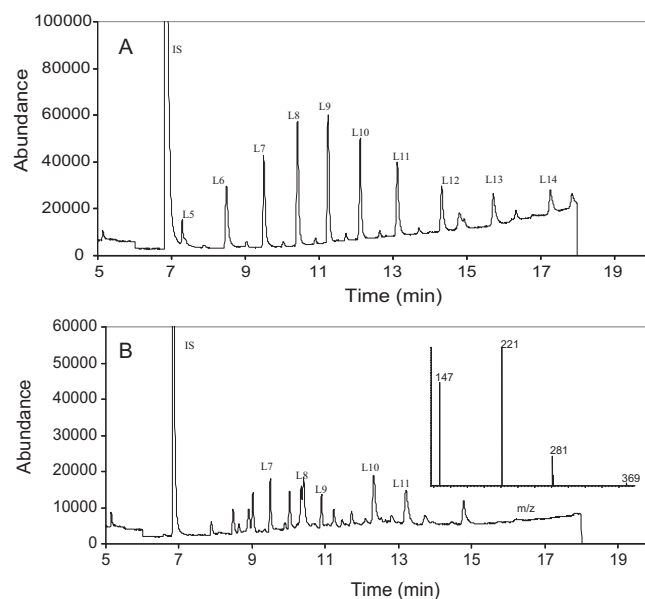 A
Abundance
100000
80000
60000
40000
20000
0
IS
L5
L6
L7
L8
L9
L10
L11
L12
L13
L14
5 7 9 11 13 15 17 19
Time (min)
B
Abundance
60000
50000
40000
30000
20000
10000
0
IS
L7
L8
L9
L10
L11
147
221
281
369
m/z
5 7 9 11 13 15 17 19
Time (min)